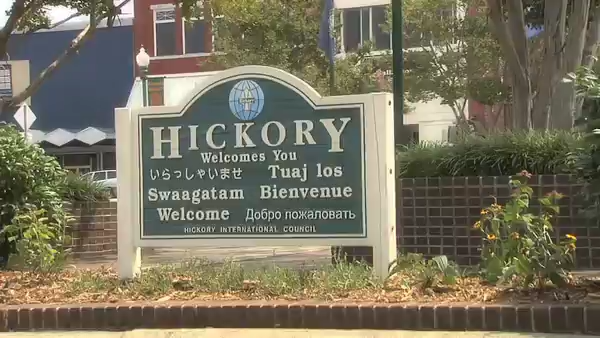 HICKORY
Welcomes You
いらっしゃいませ Tuaj los
Swaagatam Bienvenue
Welcome Добро пожаловать
HICKORY INTERNATIONAL COUNCIL